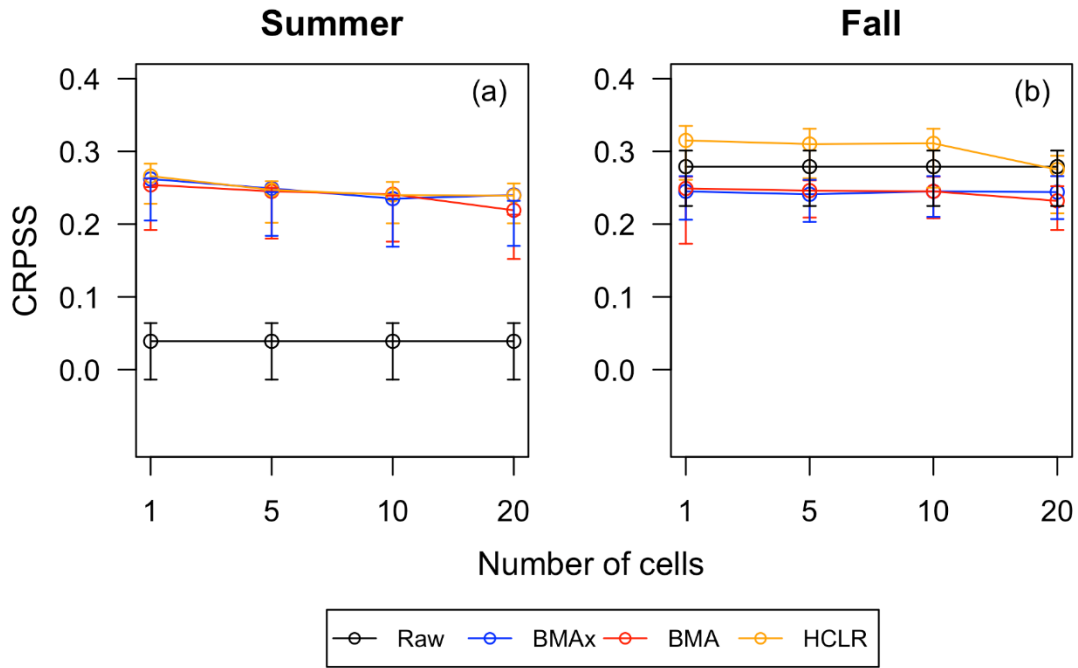 Summer Fall
(a) (b)
CRPSS
0.4 0.4
0.3 0.3
0.2 0.2
0.1 0.1
0.0 0.0
1 5 10 20 1 5 10 20
Number of cells
Raw BMAx BMA HCLR